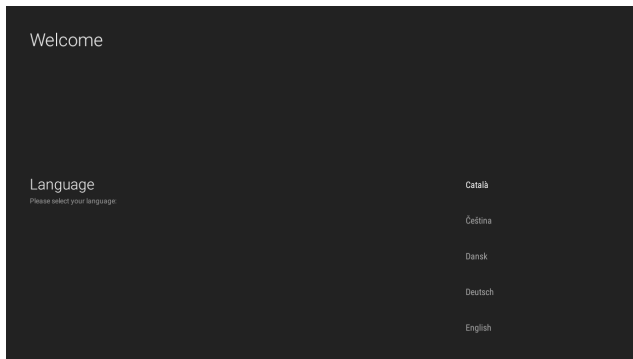 Welcome
Language
Please select your language:
Català
Čeština
Dansk
Deutsch
English